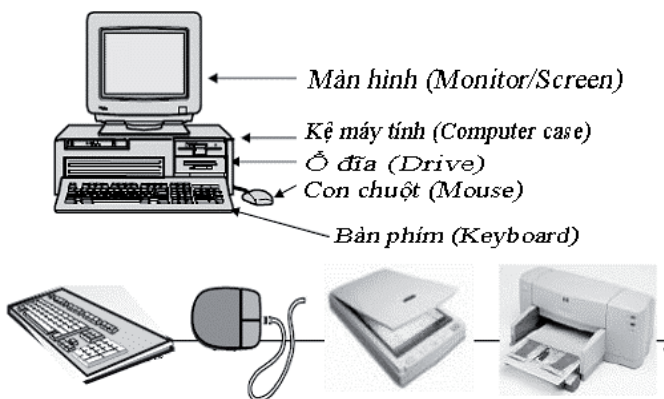 Màn hình (Monitor/Screen)
Kệ máy tính (Computer case)
Ổ đĩa (Drive)
Con chuột (Mouse)
Bàn phím (Keyboard)